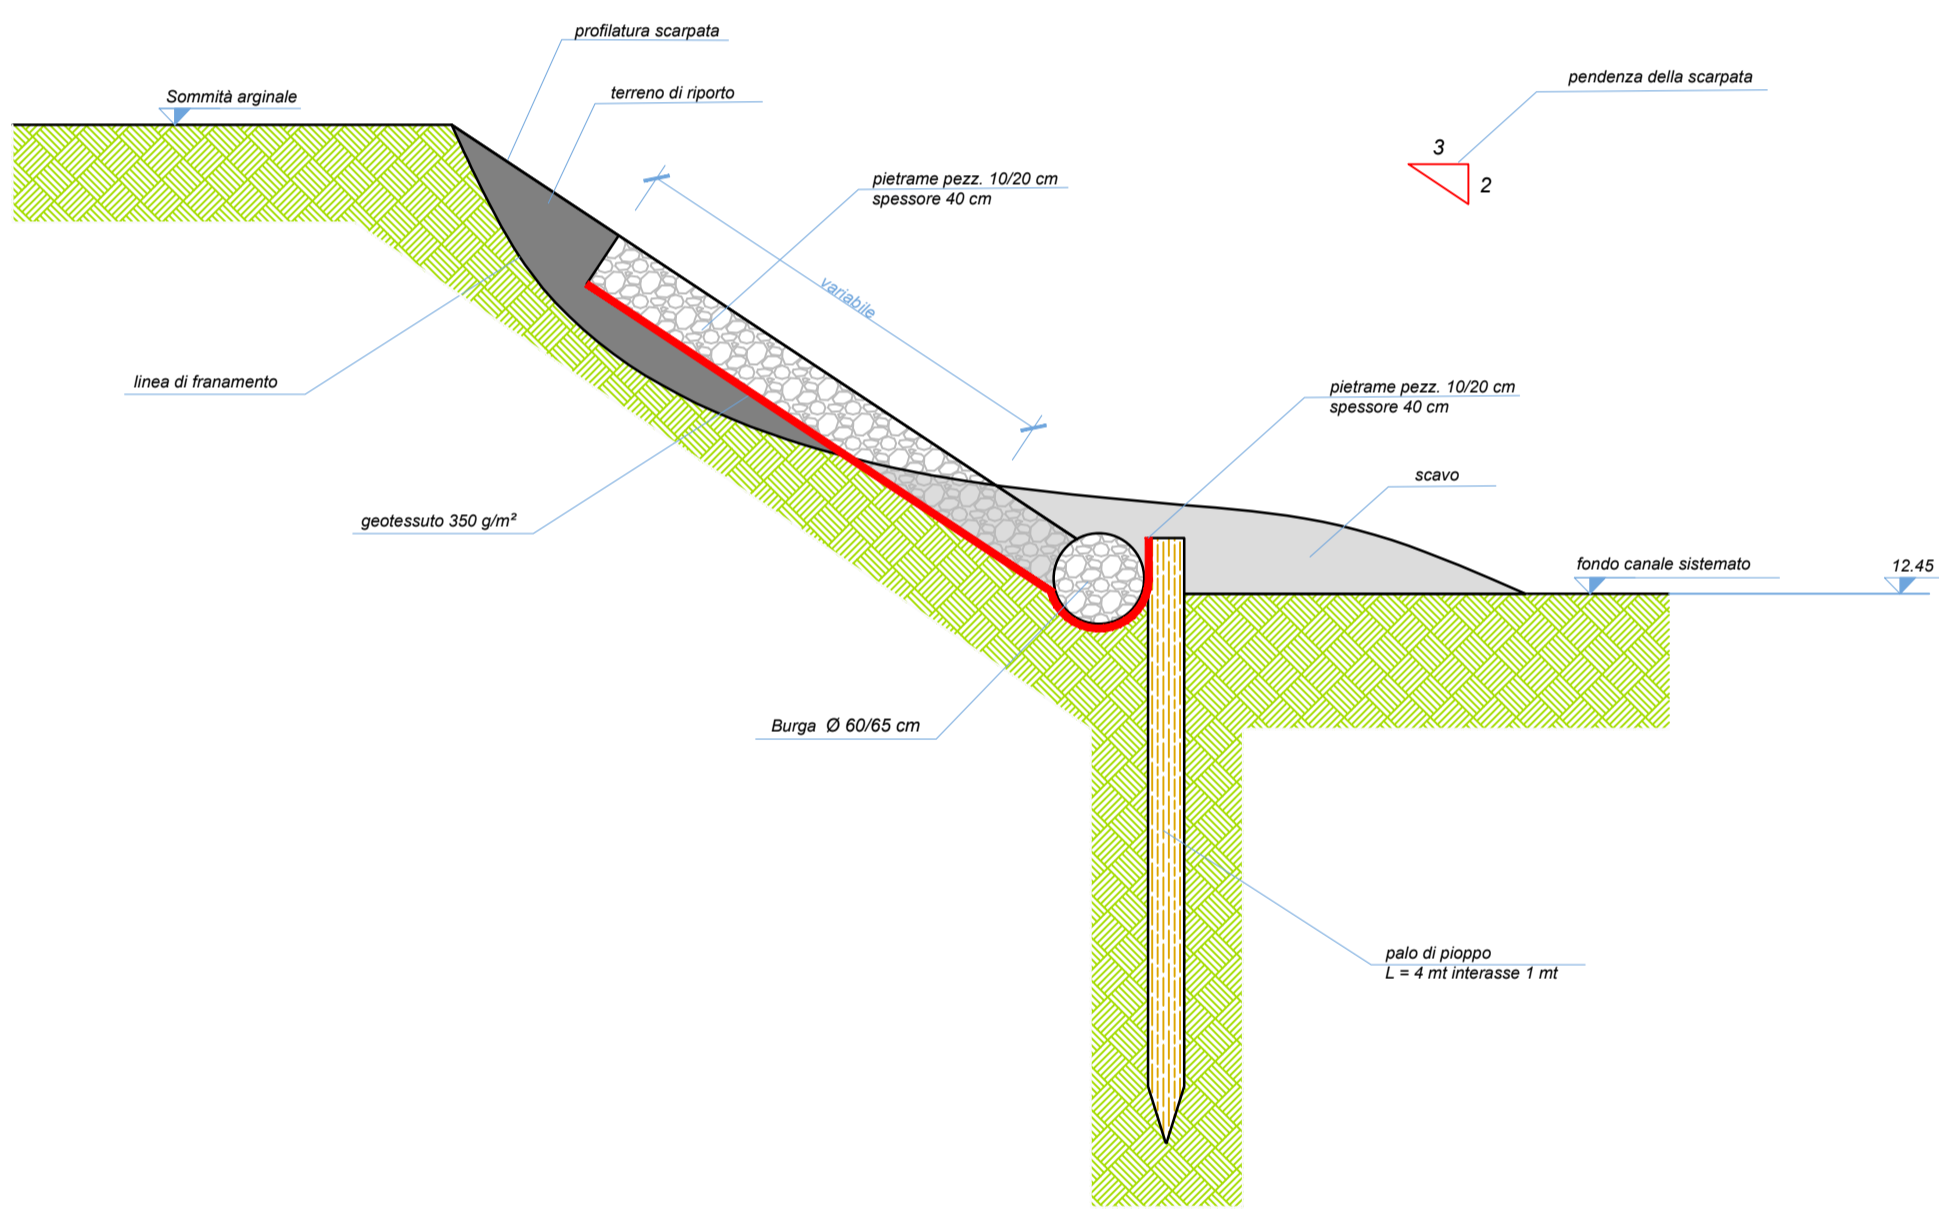 profilatura scarpata
pendenza della scarpata
terreno di riporto
Sommità arginale
3
2
pietrame pezz. 10/20 cm
spessore 40 cm
variabile
linea di franamento
pietrame pezz. 10/20 cm
spessore 40 cm
scavo
geotessuto 350 g/m²
fondo canale sistemato
12.45
Burga Ø 60/65 cm
palo di pioppo
L = 4 mt interasse 1 mt